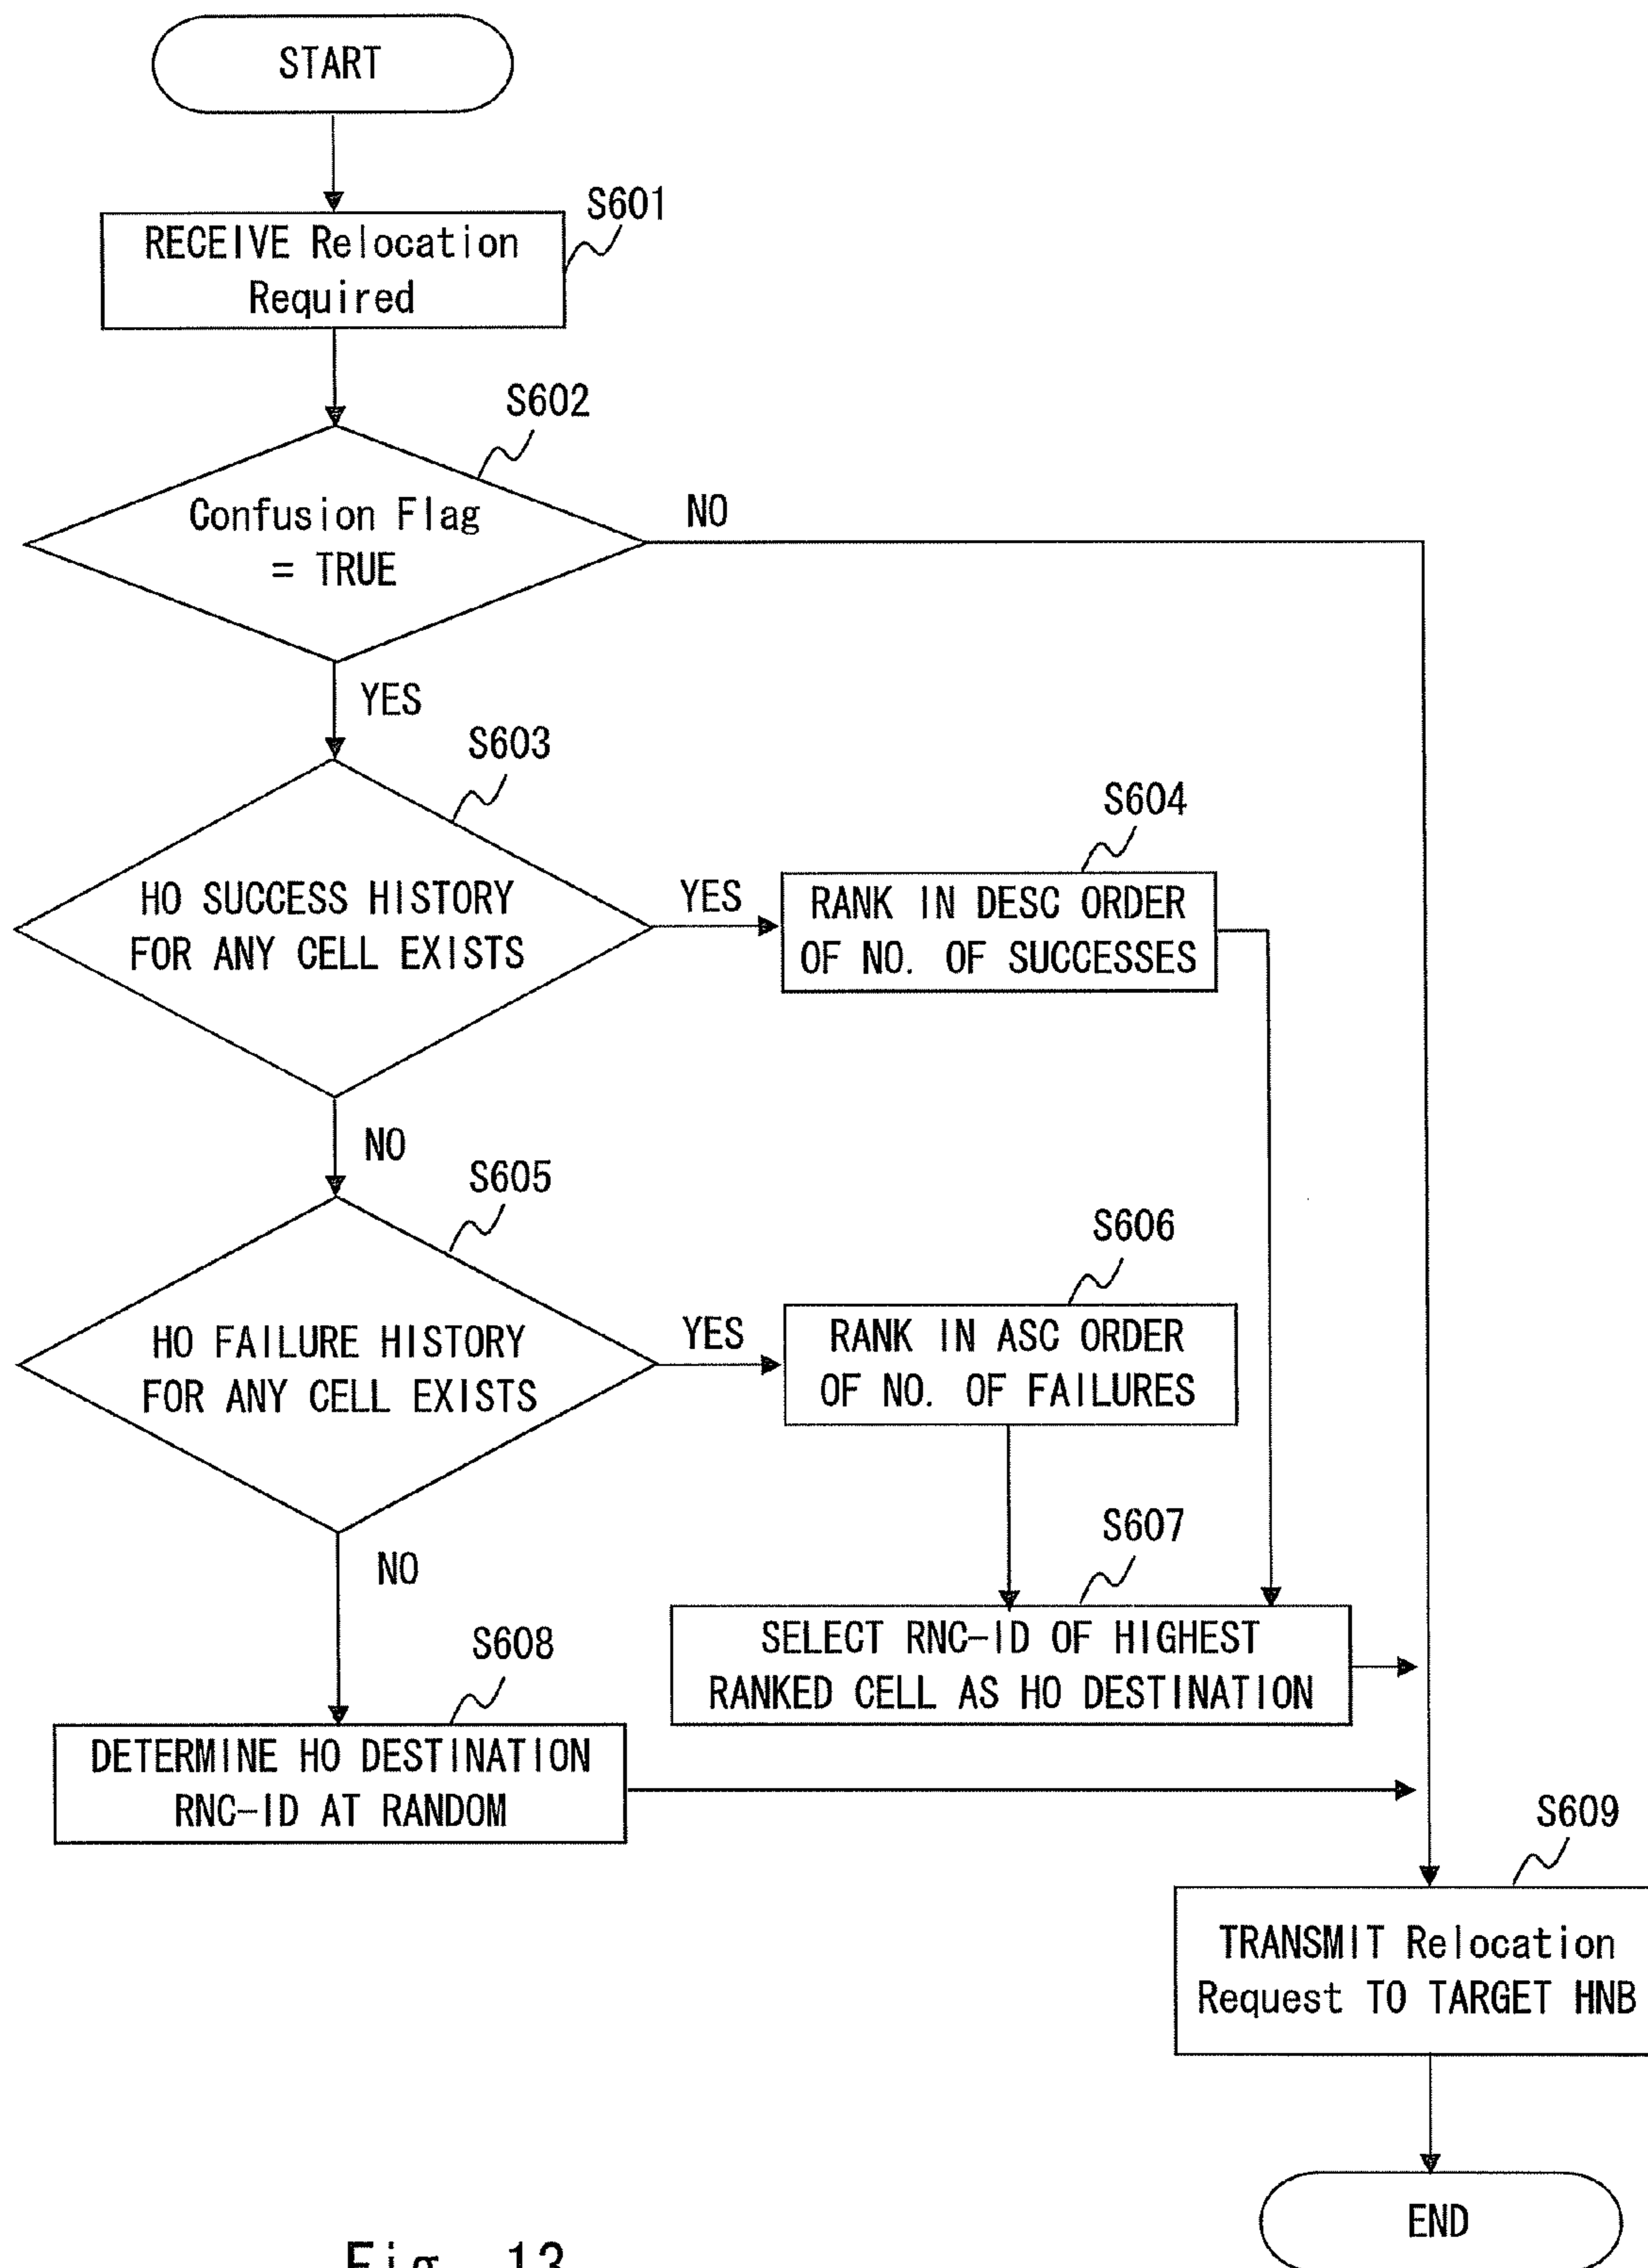 START
S601
RECEIVE Relocation
Required
S602
Confusion Flag
= TRUE
NO
YES
S603
HO SUCCESS HISTORY
FOR ANY CELL EXISTS
YES
S604
RANK IN DESC ORDER
OF NO. OF SUCCESSES
NO
S605
HO FAILURE HISTORY
FOR ANY CELL EXISTS
YES
S606
RANK IN ASC ORDER
OF NO. OF FAILURES
NO
S607
SELECT RNC-ID OF HIGHEST
RANKED CELL AS HO DESTINATION
S608
DETERMINE HO DESTINATION
RNC-ID AT RANDOM
S609
TRANSMIT Relocation
Request TO TARGET HNB
END
Fig. 13